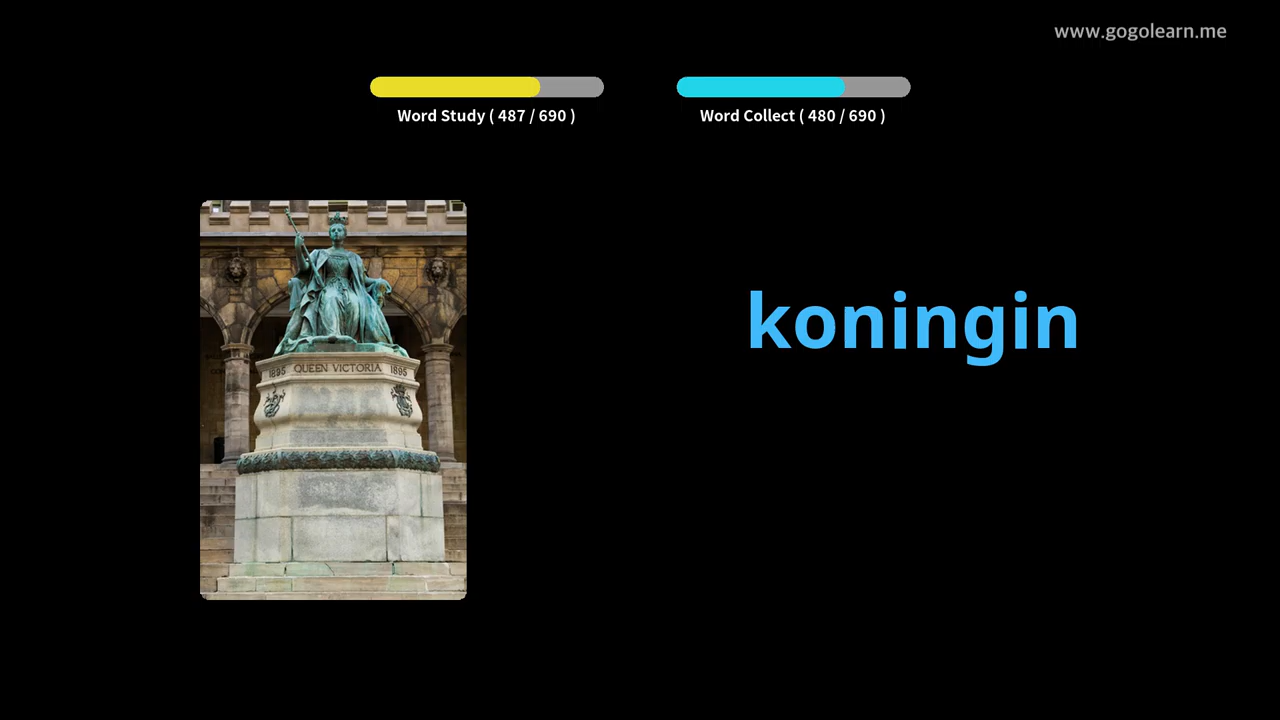 www.gogolearn.me
Word Study ( 487 / 690 )
Word Collect ( 480 / 690 )
koningin
1895 QUEEN VICTORIA 1895